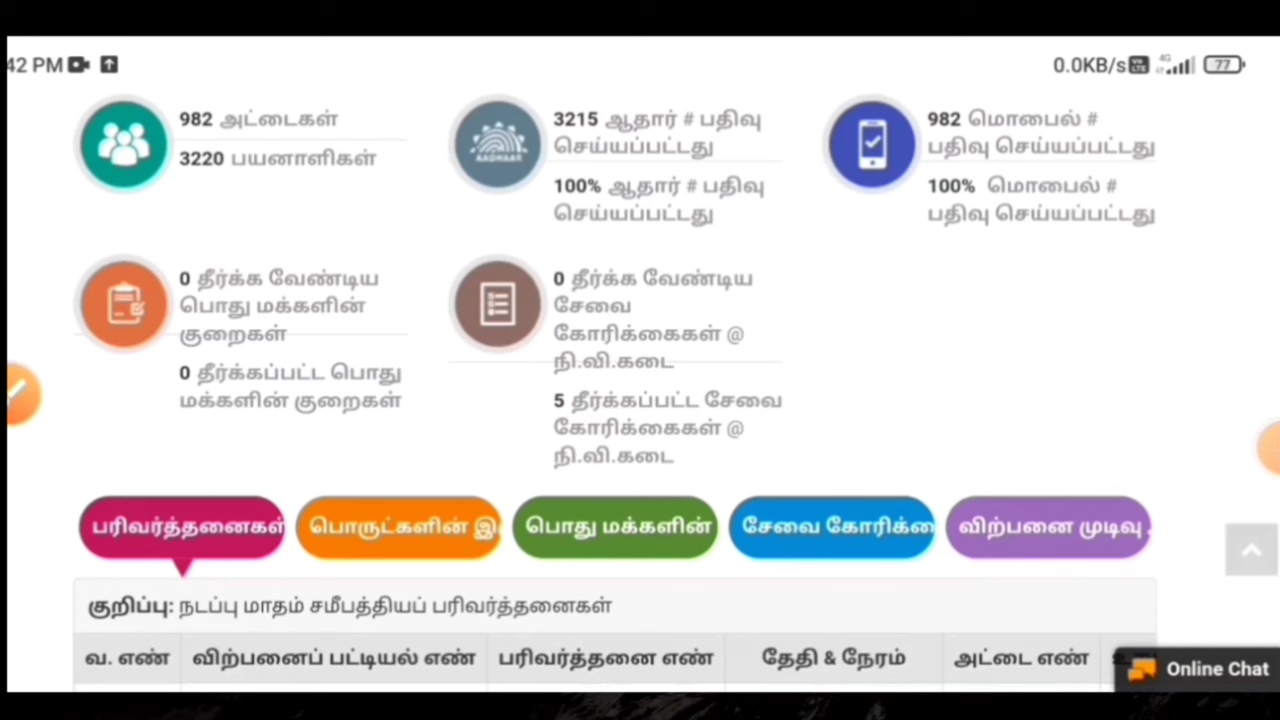 42 PM
0.0KB/s Vo LTE 4G 77
982 அட்டைகள்
3220 பயனாளிகள்
AADHAAR
3215 ஆதார் # பதிவு
செய்யப்பட்டது
100% ஆதார் # பதிவு
செய்யப்பட்டது
982 மொபைல் #
பதிவு செய்யப்பட்டது
100% மொபைல் #
பதிவு செய்யப்பட்டது
0 தீர்க்க வேண்டிய
பொது மக்களின்
குறைகள்
0 தீர்க்கப்பட்ட பொது
மக்களின் குறைகள்
0 தீர்க்க வேண்டிய
சேவை
கோரிக்கைகள் @
நி.வி.கடை
5 தீர்க்கப்பட்ட சேவை
கோரிக்கைகள் @
நி.வி.கடை
பரிவர்த்தனைகள் பொருட்களின் பொது மக்களின் சேவை விற்பனை முடிவு
குறிப்பு: நடப்பு மாதம் சமீபத்தியப் பரிவர்த்தனைகள்
வ. எண் விற்பனைப் பட்டியல் எண் பரிவர்த்தனை எண் தேதி & நேரம் அட்டை எண்
Online Chat